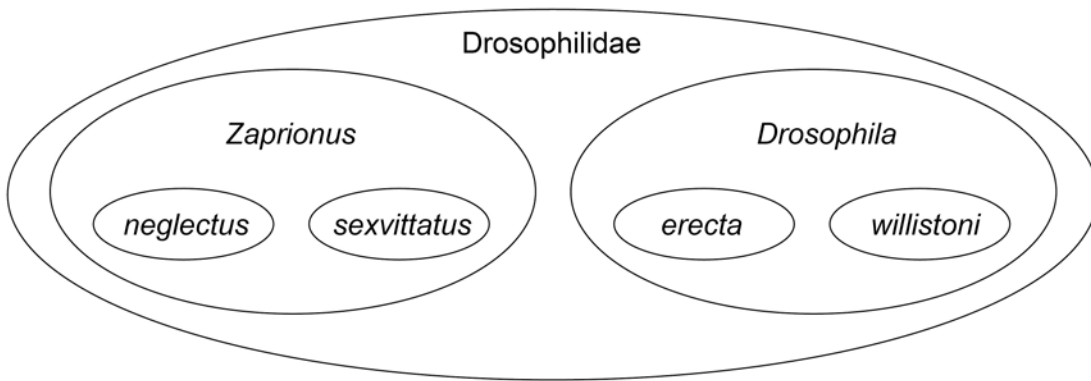 Drosophilidae
Zaprionus
Drosophila
neglectus
sexvittatus
erecta
willistoni